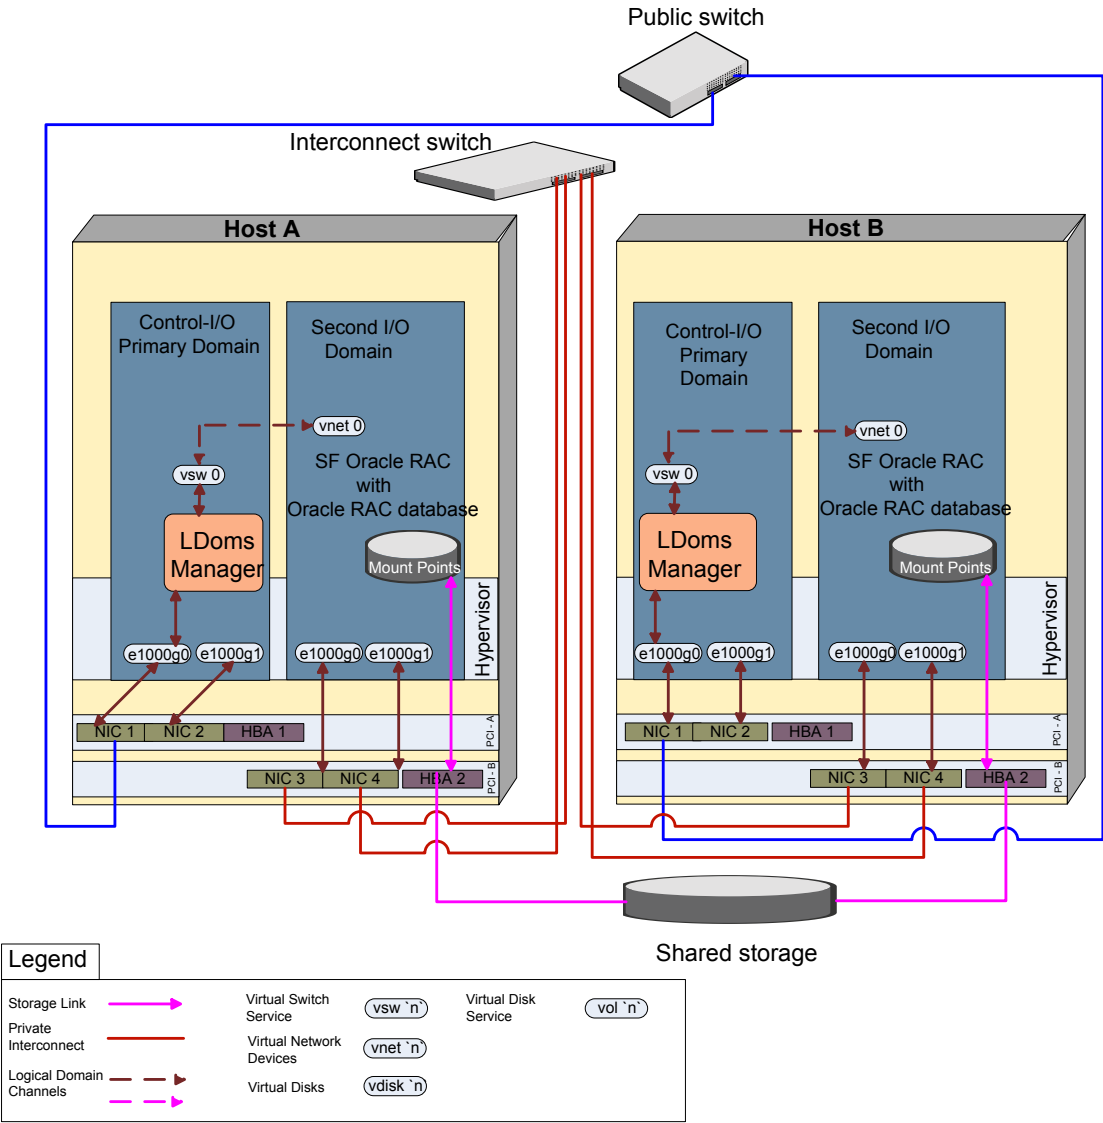 Public switch
Interconnect switch
Host A
Control-I/O
Primary Domain
Second I/O
Domain
vnet 0
vsw 0
SF Oracle RAC
with
Oracle RAC database
LDoms
Manager
Mount Points
Hypervisor
e1000g0
e1000g1
e1000g0
e1000g1
NIC 1
NIC 2
HBA 1
PCI - A
NIC 3
NIC 4
HBA 2
PCI - B
Host B
Control-I/O
Primary
Domain
Second I/O
Domain
vnet 0
vsw 0
SF Oracle RAC
with
Oracle RAC database
LDoms
Manager
Mount Points
Hypervisor
e1000g0
e1000g1
e1000g0
e1000g1
NIC 1
NIC 2
HBA 1
PCI - A
NIC 3
NIC 4
HBA 2
PCI - B
Shared storage
Legend
Storage Link
Private
Interconnect
Logical Domain
Channels
Virtual Switch
Service
vsw `n`
Virtual Network
Devices
vnet `n`
Virtual Disks
vdisk `n`
Virtual Disk
Service
vol `n`